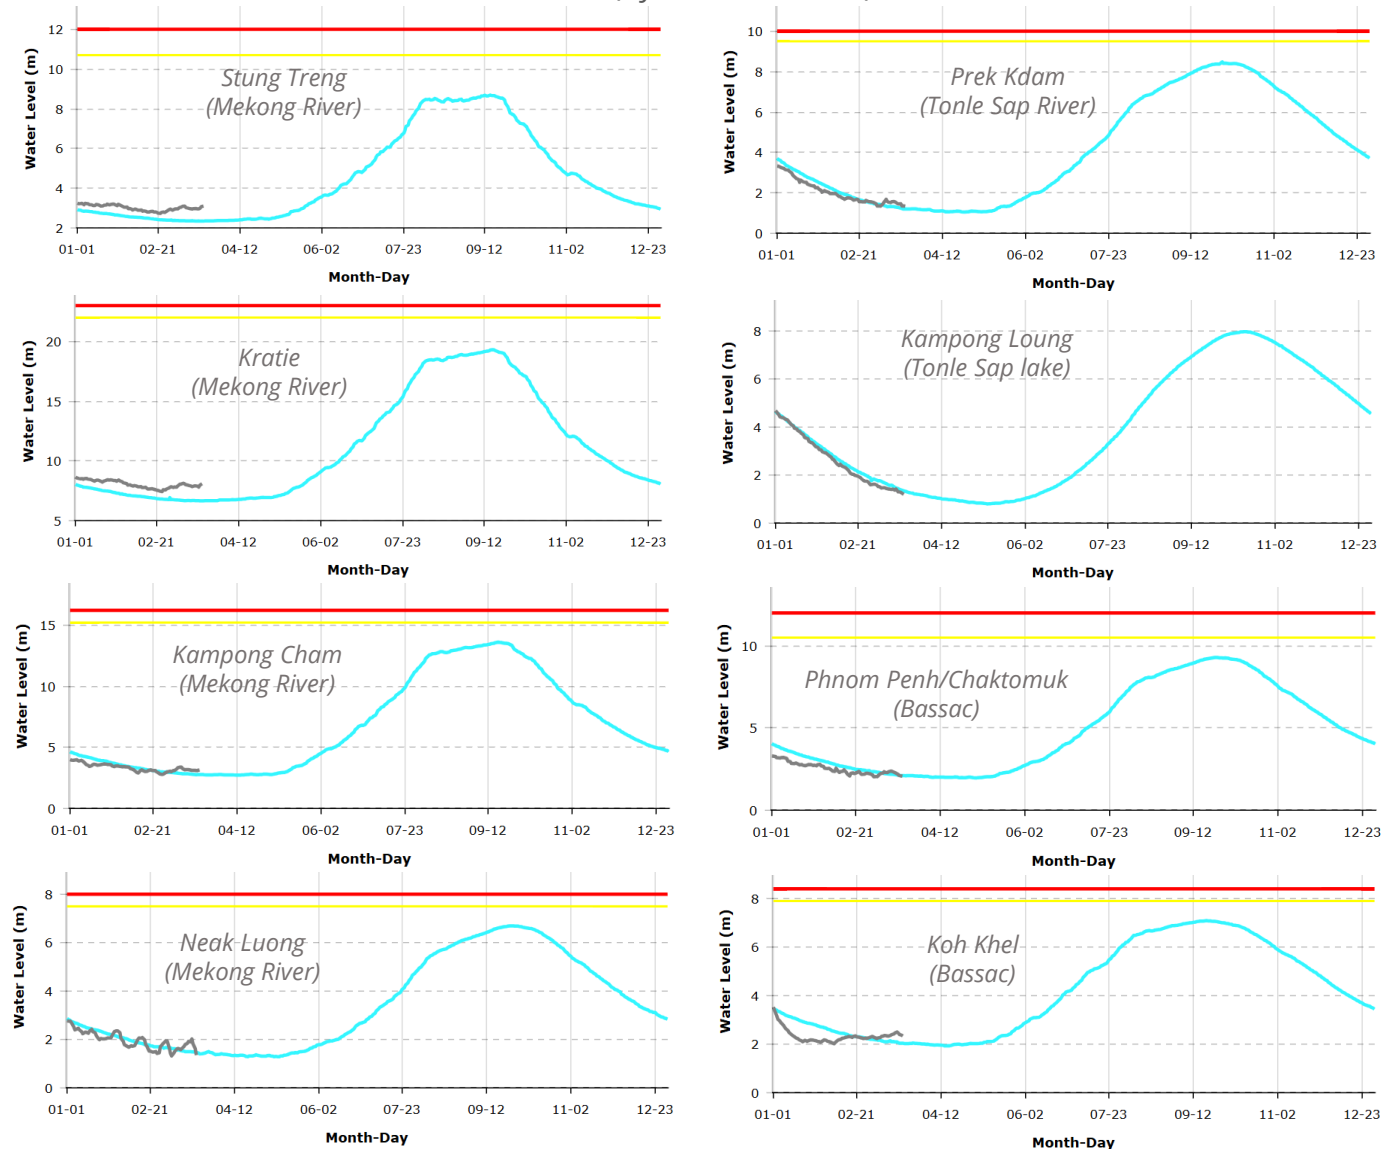 12
10
8
6
4
2
Water Level (m)
Stung Treng
(Mekong River)
01-01 02-21 04-12 06-02 07-23 09-12 11-02 12-23
Month-Day
10
8
6
4
2
0
Water Level (m)
Prek Kdam
(Tonle Sap River)
01-01 02-21 04-12 06-02 07-23 09-12 11-02 12-23
Month-Day
20
15
10
5
Water Level (m)
Kratie
(Mekong River)
01-01 02-21 04-12 06-02 07-23 09-12 11-02 12-23
Month-Day
8
6
4
2
0
Water Level (m)
Kampong Loung
(Tonle Sap lake)
01-01 02-21 04-12 06-02 07-23 09-12 11-02 12-23
Month-Day
15
10
5
0
Water Level (m)
Kampong Cham
(Mekong River)
01-01 02-21 04-12 06-02 07-23 09-12 11-02 12-23
Month-Day
10
5
0
Water Level (m)
Phnom Penh/Chaktomuk
(Bassac)
01-01 02-21 04-12 06-02 07-23 09-12 11-02 12-23
Month-Day
8
6
4
2
0
Water Level (m)
Neak Luong
(Mekong River)
04-01 02-21 04-12 06-02 07-23 09-12 11-02 12-23
Month-Day
8
6
4
2
0
Water Level (m)
Koh Khel
(Bassac)
01-01 02-21 04-12 06-02 07-23 09-12 11-02 12-23
Month-Day